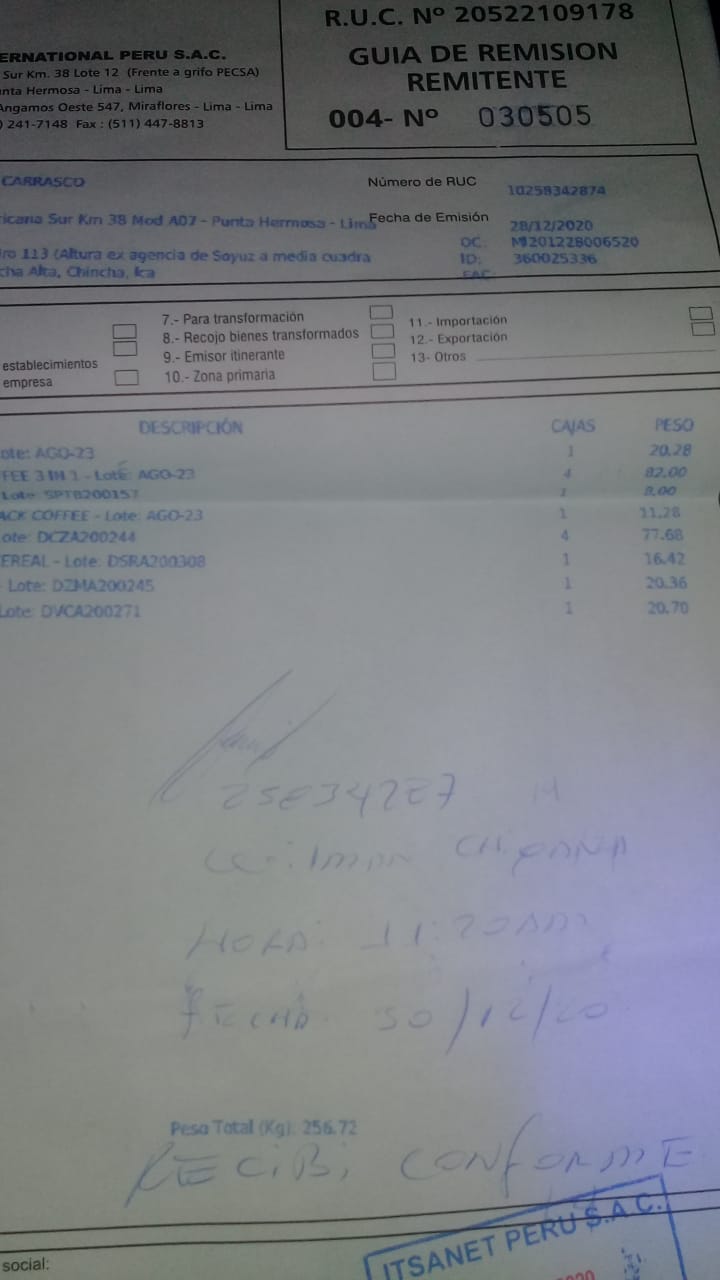 R.U.C. Nº 20522109178
GUIA DE REMISION
REMITENTE
004- Nº 030505
ERNATIONAL PERU S.A.C.
Sur Km. 38 Lote 12 (Frente a grifo PECSA)
nta Hermosa - Lima - Lima
Angamos Oeste 547, Miraflores - Lima - Lima
) 241-7148 Fax : (511) 447-8813
CARRASCO
Número de RUC 10258342874
ricana Sur Km 38 Mod A07 - Punta Hermosa - Lima
Fecha de Emisión 28/12/2020
OC: MI201228006520
ro 113 (Altura ex agencia de Soyuz a media cuadra
ID: 360025336
cha Alta, Chincha, Ica
FAC:
7.- Para transformación
8.- Recojo bienes transformados
9.- Emisor itinerante
10.- Zona primaria
11.- Importación
12.- Exportación
13- Otros
establecimientos
empresa
DESCRIPCIÓN CAJAS PESO
ote: AGO-23 1 20.28
FEE 3 IN 1 - Lote: AGO-23 4 82.00
Lote: SPTB200157 1 8.00
ACK COFFEE - Lote: AGO-23 1 11.28
ote: DCZA200244 4 77.68
EREAL - Lote: DSRA200308 1 16.42
Lote: DZMA200245 1 20.36
Lote: DVCA200271 1 20.70
HORA: 11:20AM
FECHA 30/12/20
Peso Total (Kg): 256.72
RECIBI CONFORME
ITSANET PERU S.A.C.
social: